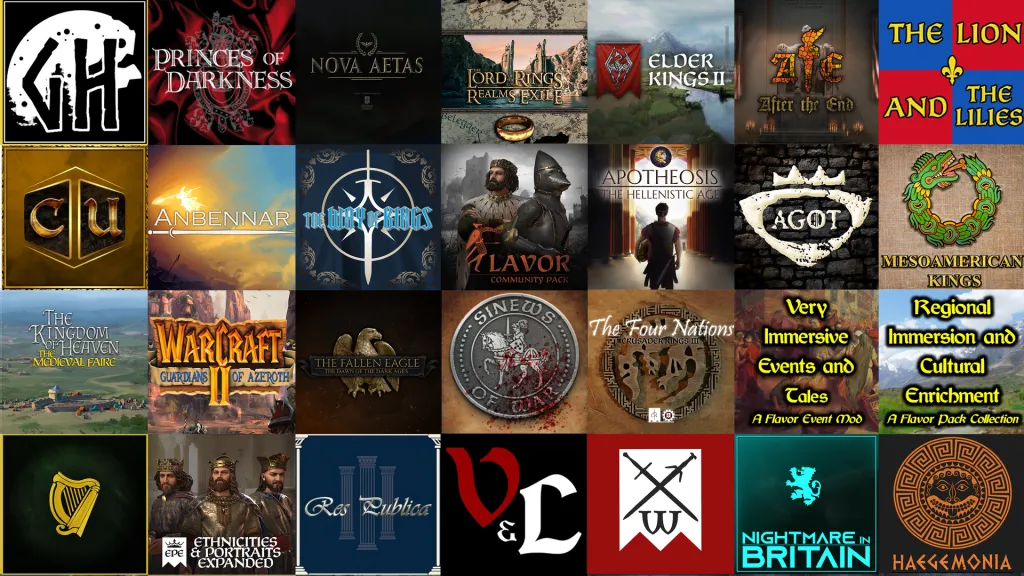 GH
PRINCES OF
DARKNESS
NOVA AETAS
THE
LORD OF THE RINGS
REALMS IN EXILE
ELDER
KINGS II
AtE
After the End
THE LION
AND THE
LILIES
CTU
ANBENNAR
THE WAY OF KINGS
FLAVOR
COMMUNITY PACK
APOTHEOSIS
THE HELLENISTIC AGE
AGOT
MESOAMERICAN
KINGS
THE
KINGDOM
OF HEAVEN
THE
MEDIEVAL FAIRE
WARCRAFT
GUARDIANS II OF AZEROTH
THE FALLEN EAGLE
THE DAWN OF THE DARK AGES
SINEWS
OF WAR
The Four Nations
CRUSADER KINGS III
Very
Immersive
Events and
Tales
A Flavor Event Mod
Regional
Immersion and
Cultural
Enrichment
A Flavor Pack Collection
EPE
ETHNICITIES
& PORTRAITS
EXPANDED
Res Publica
V
& L
W
NIGHTMARE IN
BRITAIN
HAEGEMONIA